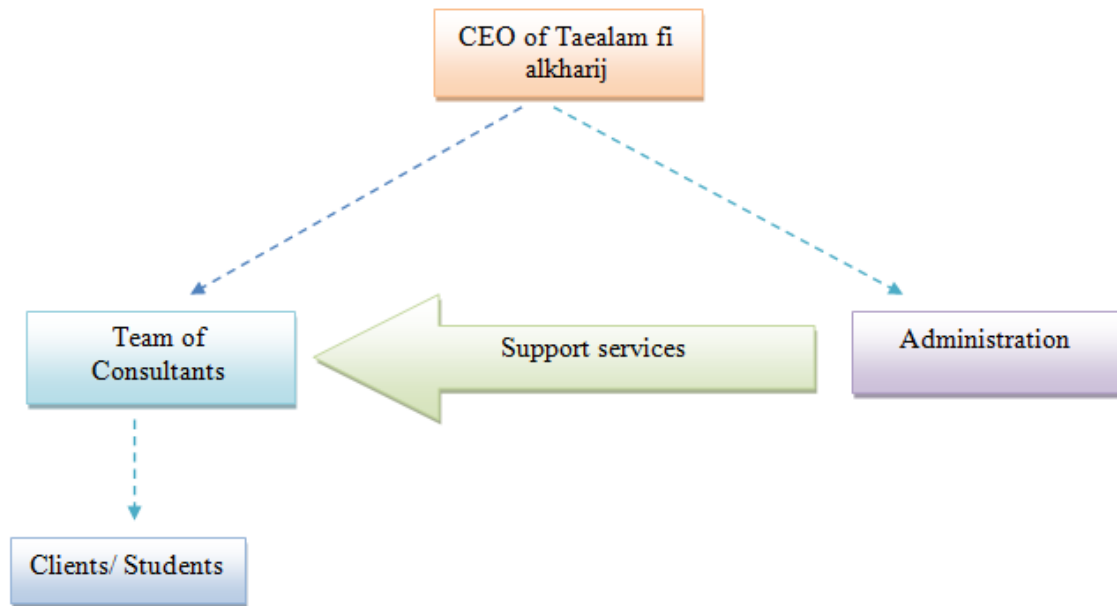 CEO of Taealam fi
alkharij
Team of
Consultants
Support services
Administration
Clients/ Students